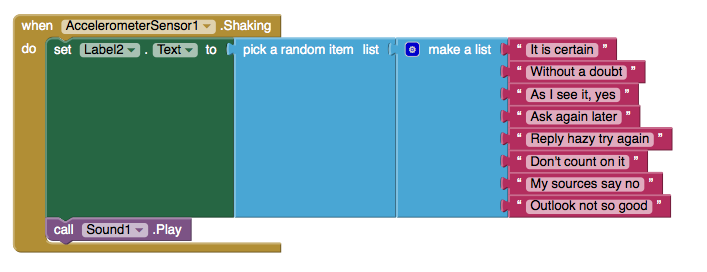 when AccelerometerSensor1 .Shaking
do set Label2 . Text to pick a random item list make a list " It is certain "
" Without a doubt "
" As I see it, yes "
" Ask again later "
" Reply hazy try again "
" Don't count on it "
" My sources say no "
" Outlook not so good "
call Sound1 .Play